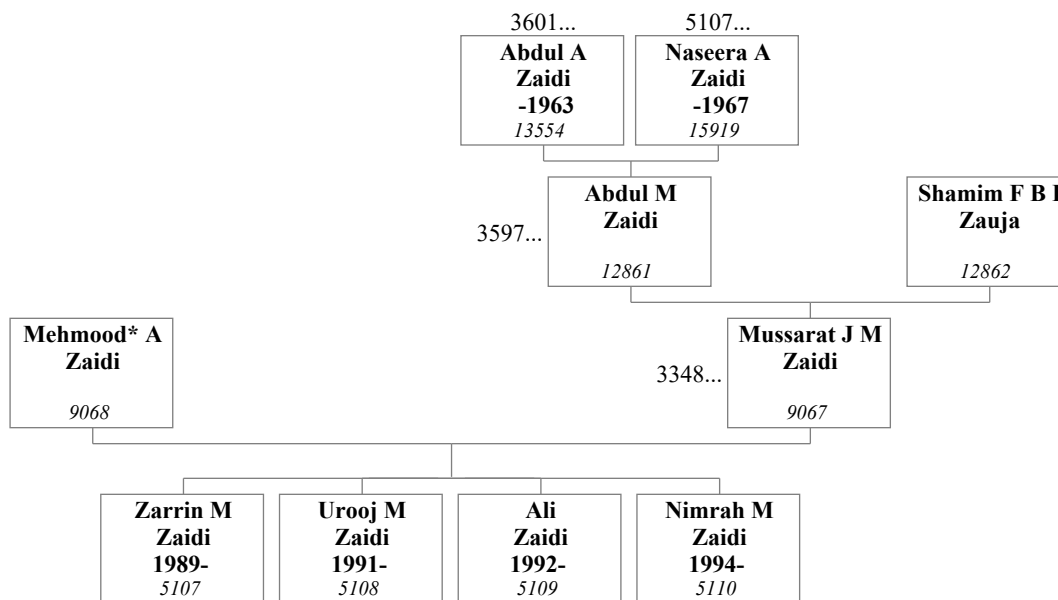 3601... 5107...
Abdul A
Zaidi
-1963
13554
Naseera A
Zaidi
-1967
15919
3597...
Abdul M
Zaidi
12861
Shamim F B
Zauja
12862
Mehmood* A
Zaidi
9068
3348...
Mussarat J M
Zaidi
9067
Zarrin M
Zaidi
1989-
5107
Urooj M
Zaidi
1991-
5108
Ali
Zaidi
1992-
5109
Nimrah M
Zaidi
1994-
5110